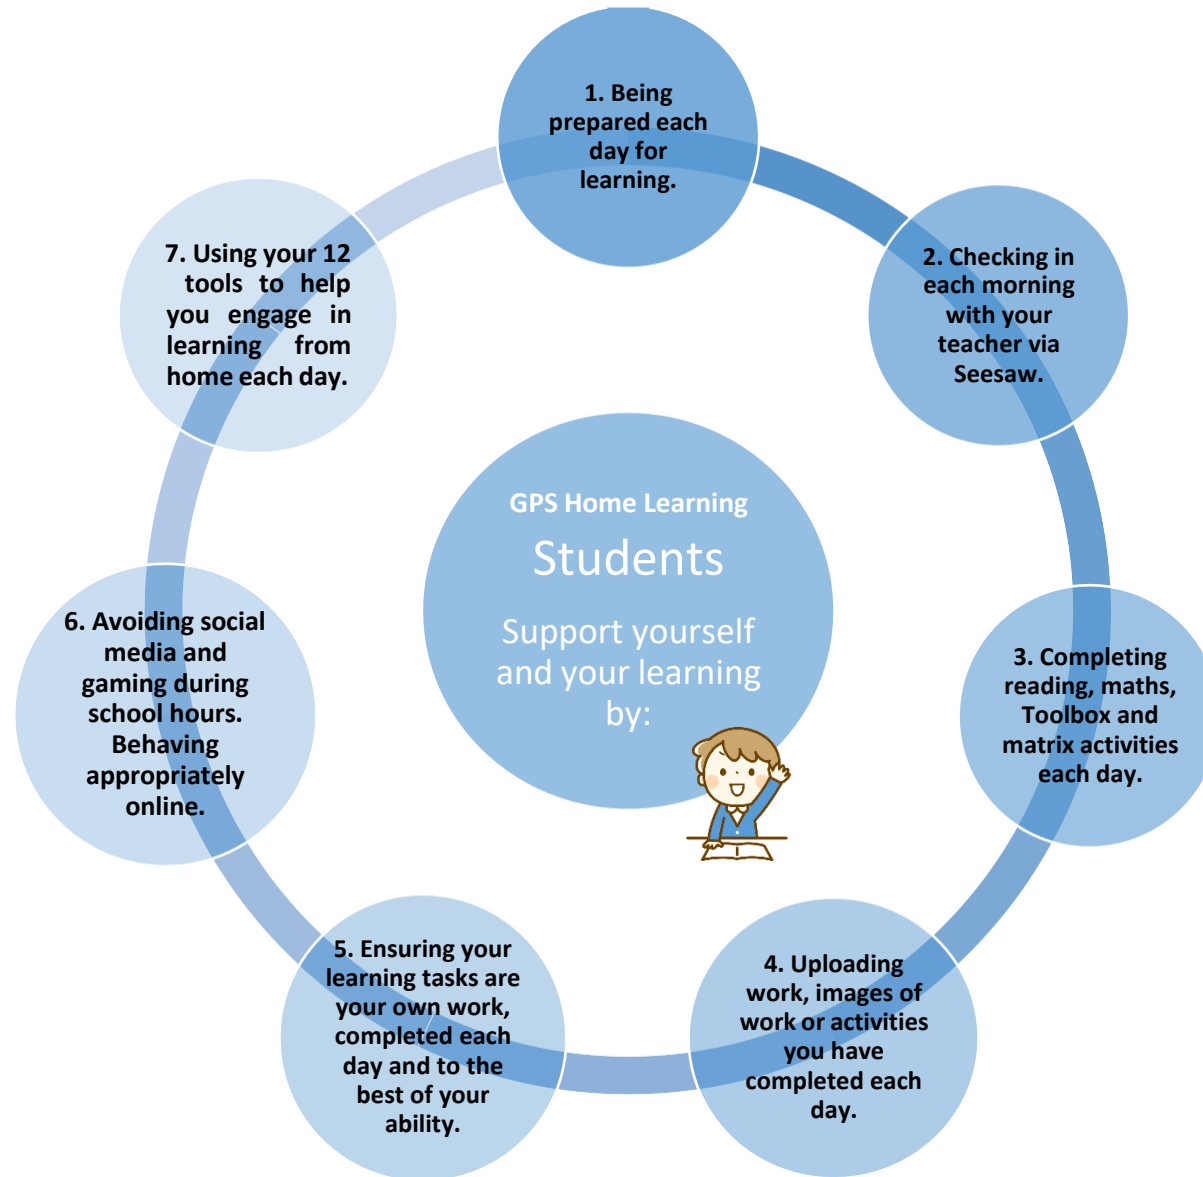 GPS Home Learning
Students
Support yourself
and your learning
by:
1. Being
prepared each
day for
learning.
2. Checking in
each morning
with your
teacher via
Seesaw.
3. Completing
reading, maths,
Toolbox and
matrix activities
each day.
4. Uploading
work, images of
work or activities
you have
completed each
day.
5. Ensuring your
learning tasks are
your own work,
completed each
day and to the
best of your
ability.
6. Avoiding social
media and
gaming during
school hours.
Behaving
appropriately
online.
7. Using your 12
tools to help
you engage in
learning from
home each day.